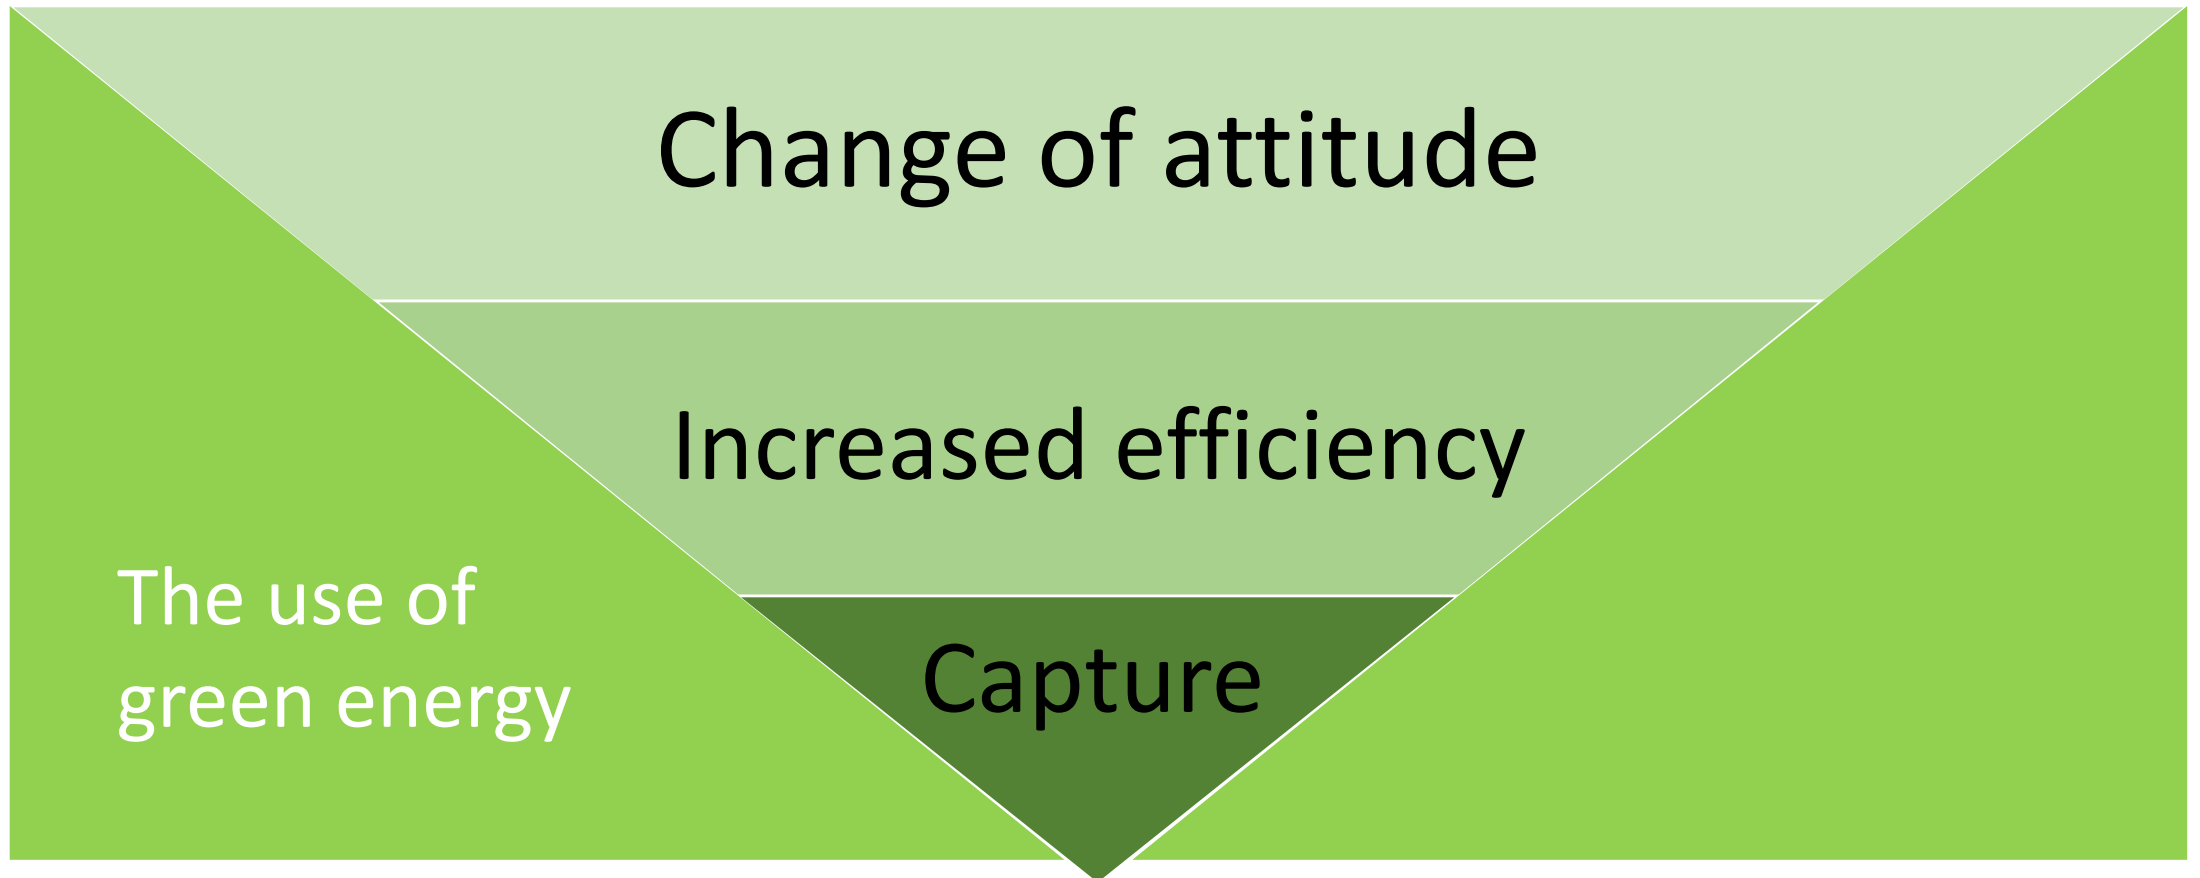 Change of attitude
Increased efficiency
The use of
green energy
Capture